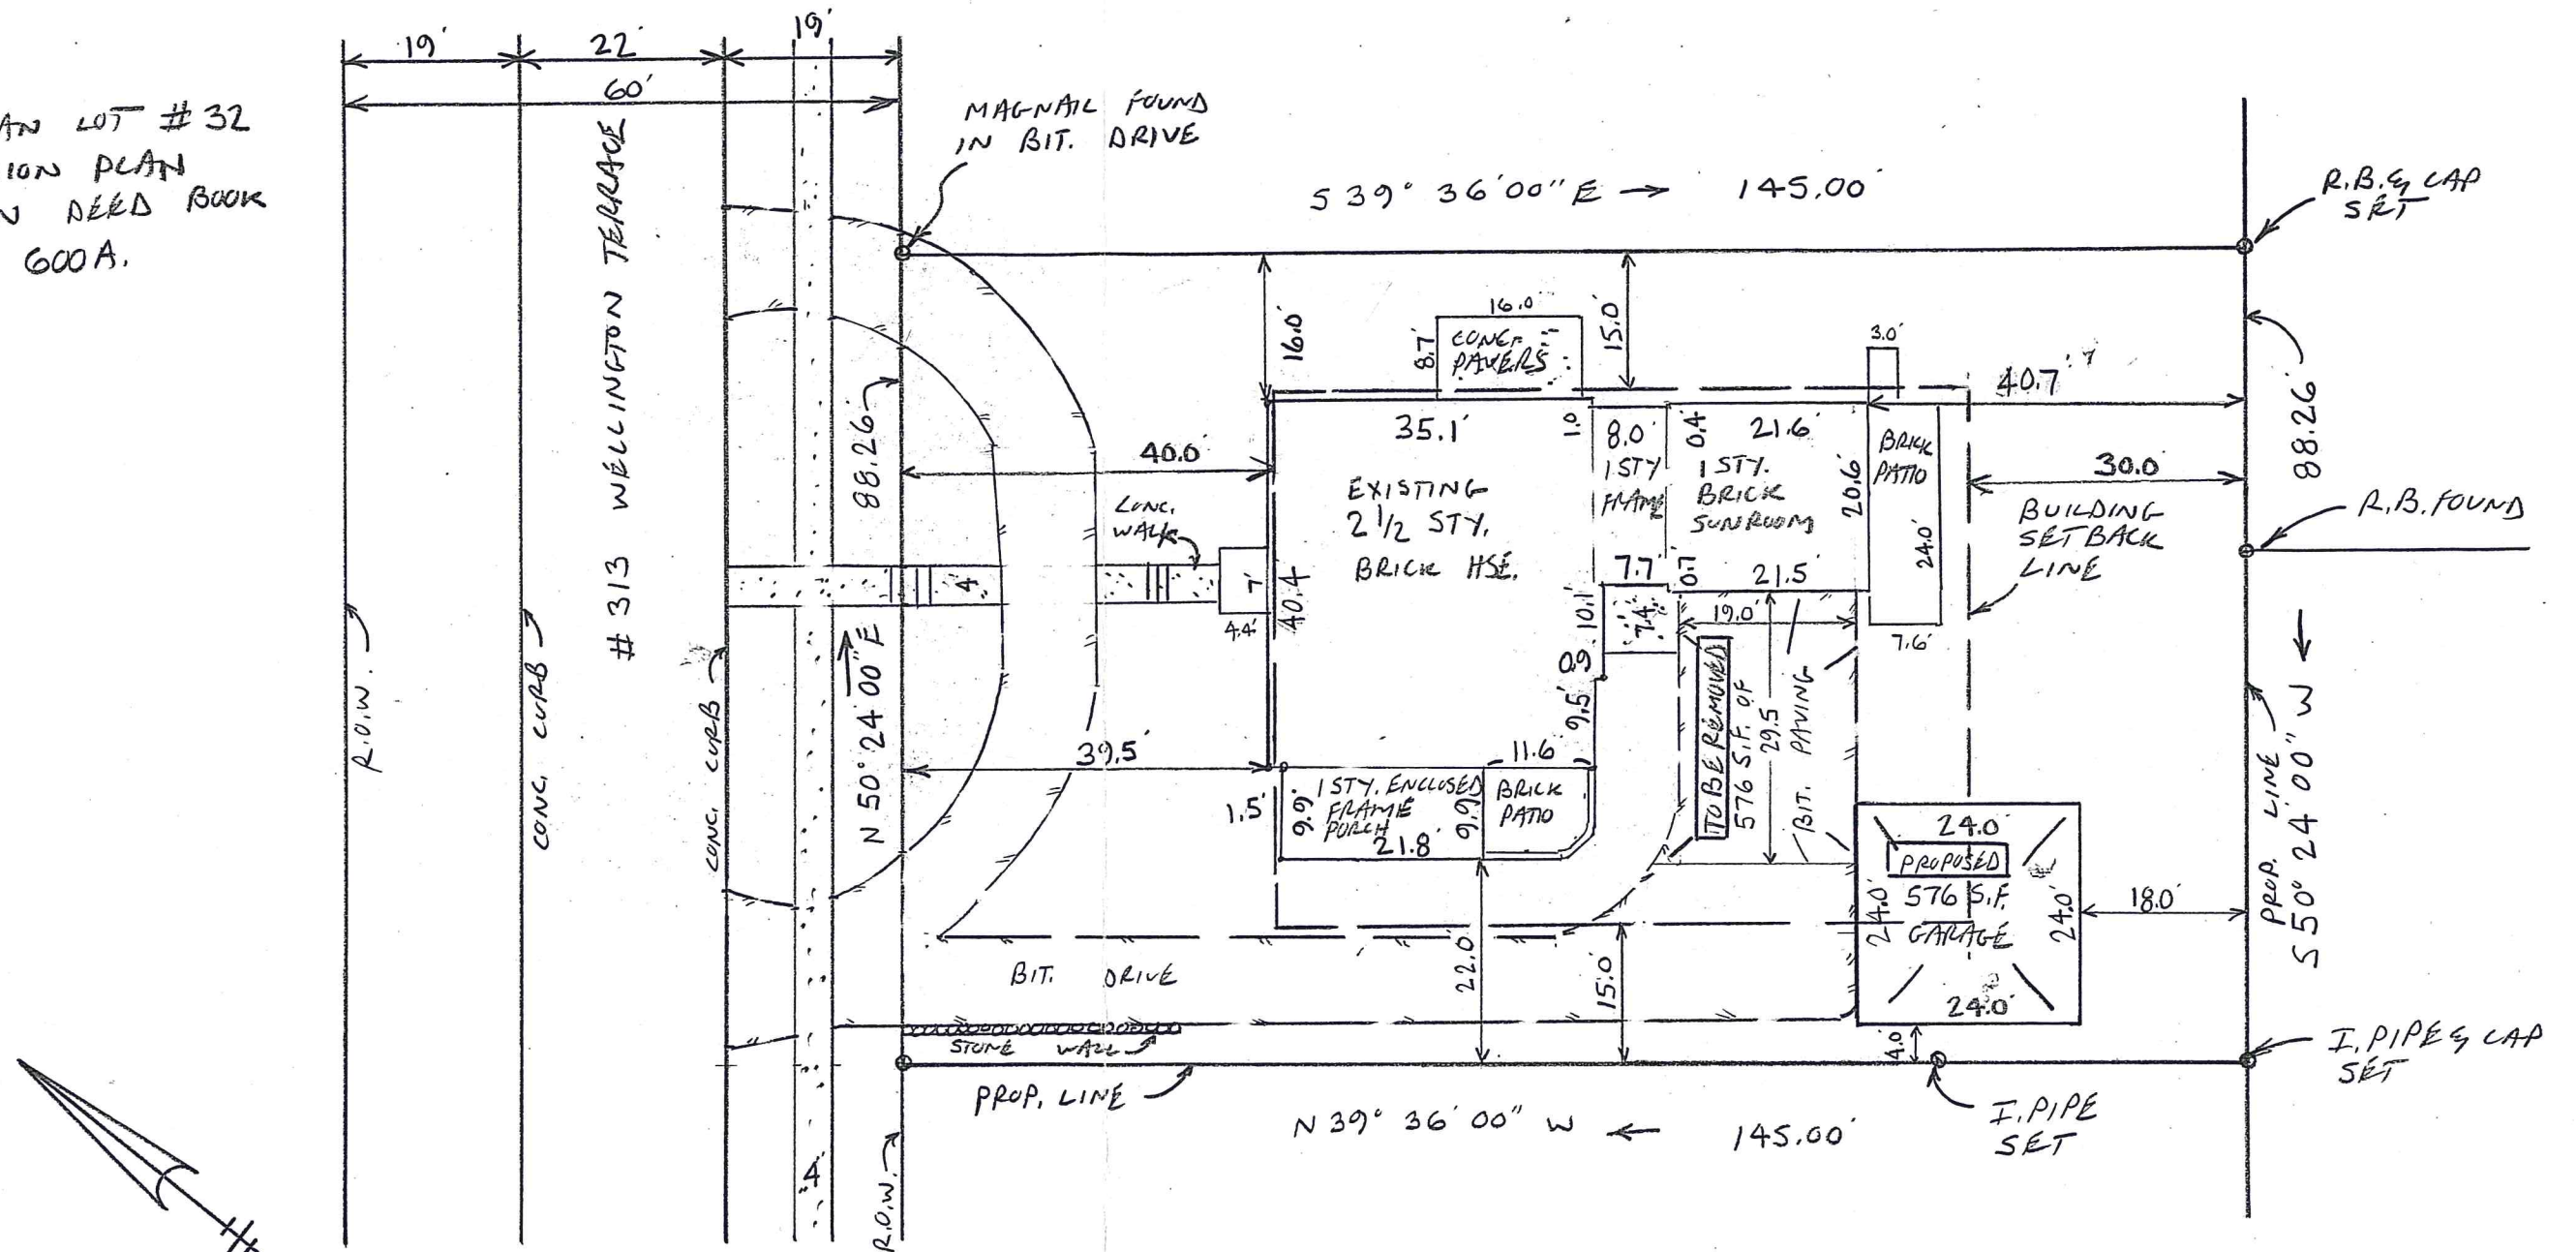 19'
22'
19'
60'
AN LOT # 32
ION PLAN
N DEED BOOK
600A.
# 313 WELLINGTON TERRACE
MAGNAIL FOUND
IN BIT. DRIVE
S 39° 36' 00" E → 145.00'
R.B. & CAP
SET
16.0'
16.0'
8.7'
CONC.
PAVERS
15.0'
3.0'
40.7'
88.26'
88.26
35.1'
1.0
8.0'
1 STY
FRAME
0.4
21.6'
1 STY.
BRICK
SUNROOM
20.6'
BRICK
PATIO
24.0'
7.6'
30.0'
BUILDING
SETBACK
LINE
R.B. FOUND
40.0'
CONC.
WALK
EXISTING
2 1/2 STY.
BRICK HSE.
4
7'
4.4'
40.4
7.7'
0.7
21.5'
10.1'
7.4
19.0'
0.9
9.5'
TO BE REMOVED
576 S.F. OF
29.5
BIT. PAVING
R.O.W.
CONC. CURB
CONC. CURB
N 50° 24' 00" E
39.5'
11.6'
1.5'
9.9'
1 STY. ENCLOSED
FRAME
PORCH
21.8'
9.9'
BRICK
PATIO
24.0'
PROPOSED
576 S.F.
GARAGE
24.0'
24.0'
24.0'
18.0'
PROP. LINE
S 50° 24' 00" W
BIT. DRIVE
22.0'
15.0'
4.0'
STONE WALL
PROP. LINE
I. PIPE & CAP
SET
I. PIPE
SET
N 39° 36' 00" W ← 145.00'
4'
R.O.W.